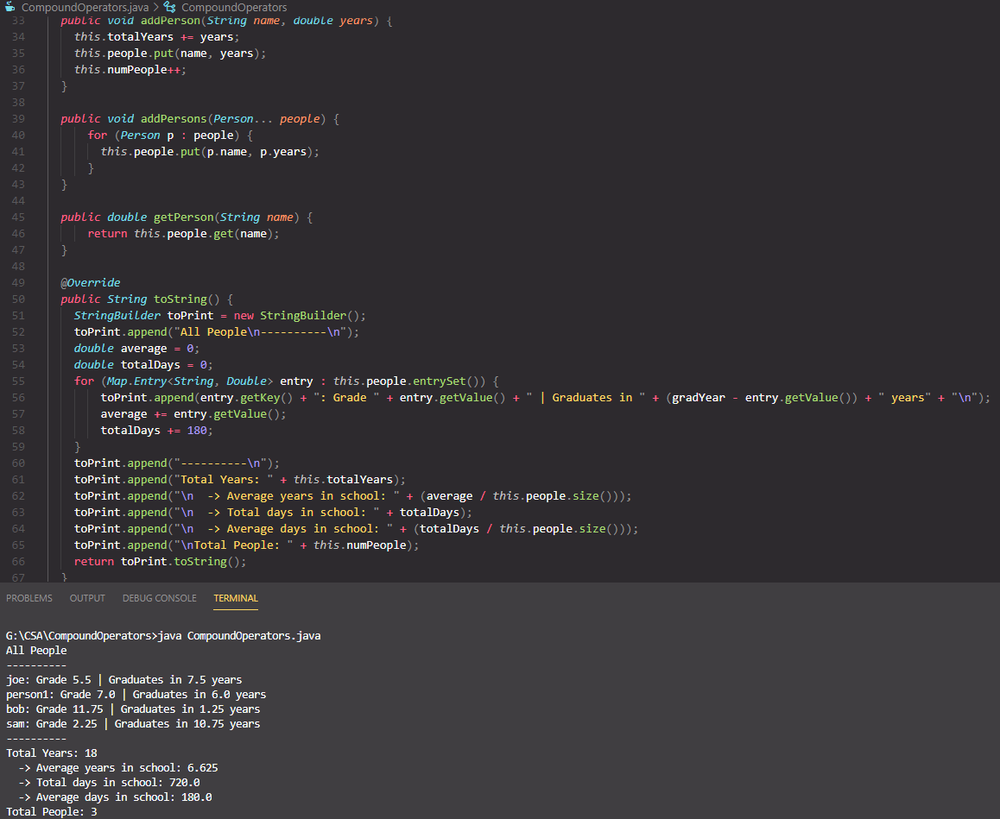 CompoundOperators.java > CompoundOperators
33 public void addPerson(String name, double years) {
34 this.totalYears += years;
35 this.people.put(name, years);
36 this.numPeople++;
37 }
38
39 public void addPersons(Person... people) {
40 for (Person p : people) {
41 this.people.put(p.name, p.years);
42 }
43 }
44
45 public double getPerson(String name) {
46 return this.people.get(name);
47 }
48
49 @Override
50 public String toString() {
51 StringBuilder toPrint = new StringBuilder();
52 toPrint.append("All People\n----------\n");
53 double average = 0;
54 double totalDays = 0;
55 for (Map.Entry<String, Double> entry : this.people.entrySet()) {
56 toPrint.append(entry.getKey() + ": Grade " + entry.getValue() + " | Graduates in " + (gradYear - entry.getValue()) + " years" + "\n");
57 average += entry.getValue();
58 totalDays += 180;
59 }
60 toPrint.append("----------\n");
61 toPrint.append("Total Years: " + this.totalYears);
62 toPrint.append("\n  -> Average years in school: " + (average / this.people.size()));
63 toPrint.append("\n  -> Total days in school: " + totalDays);
64 toPrint.append("\n  -> Average days in school: " + (totalDays / this.people.size()));
65 toPrint.append("\nTotal People: " + this.numPeople);
66 return toPrint.toString();
67 }
PROBLEMS OUTPUT DEBUG CONSOLE TERMINAL
G:\CSA\CompoundOperators>java CompoundOperators.java
All People
----------
joe: Grade 5.5 | Graduates in 7.5 years
person1: Grade 7.0 | Graduates in 6.0 years
bob: Grade 11.75 | Graduates in 1.25 years
sam: Grade 2.25 | Graduates in 10.75 years
----------
Total Years: 18
-> Average years in school: 6.625
-> Total days in school: 720.0
-> Average days in school: 180.0
Total People: 3